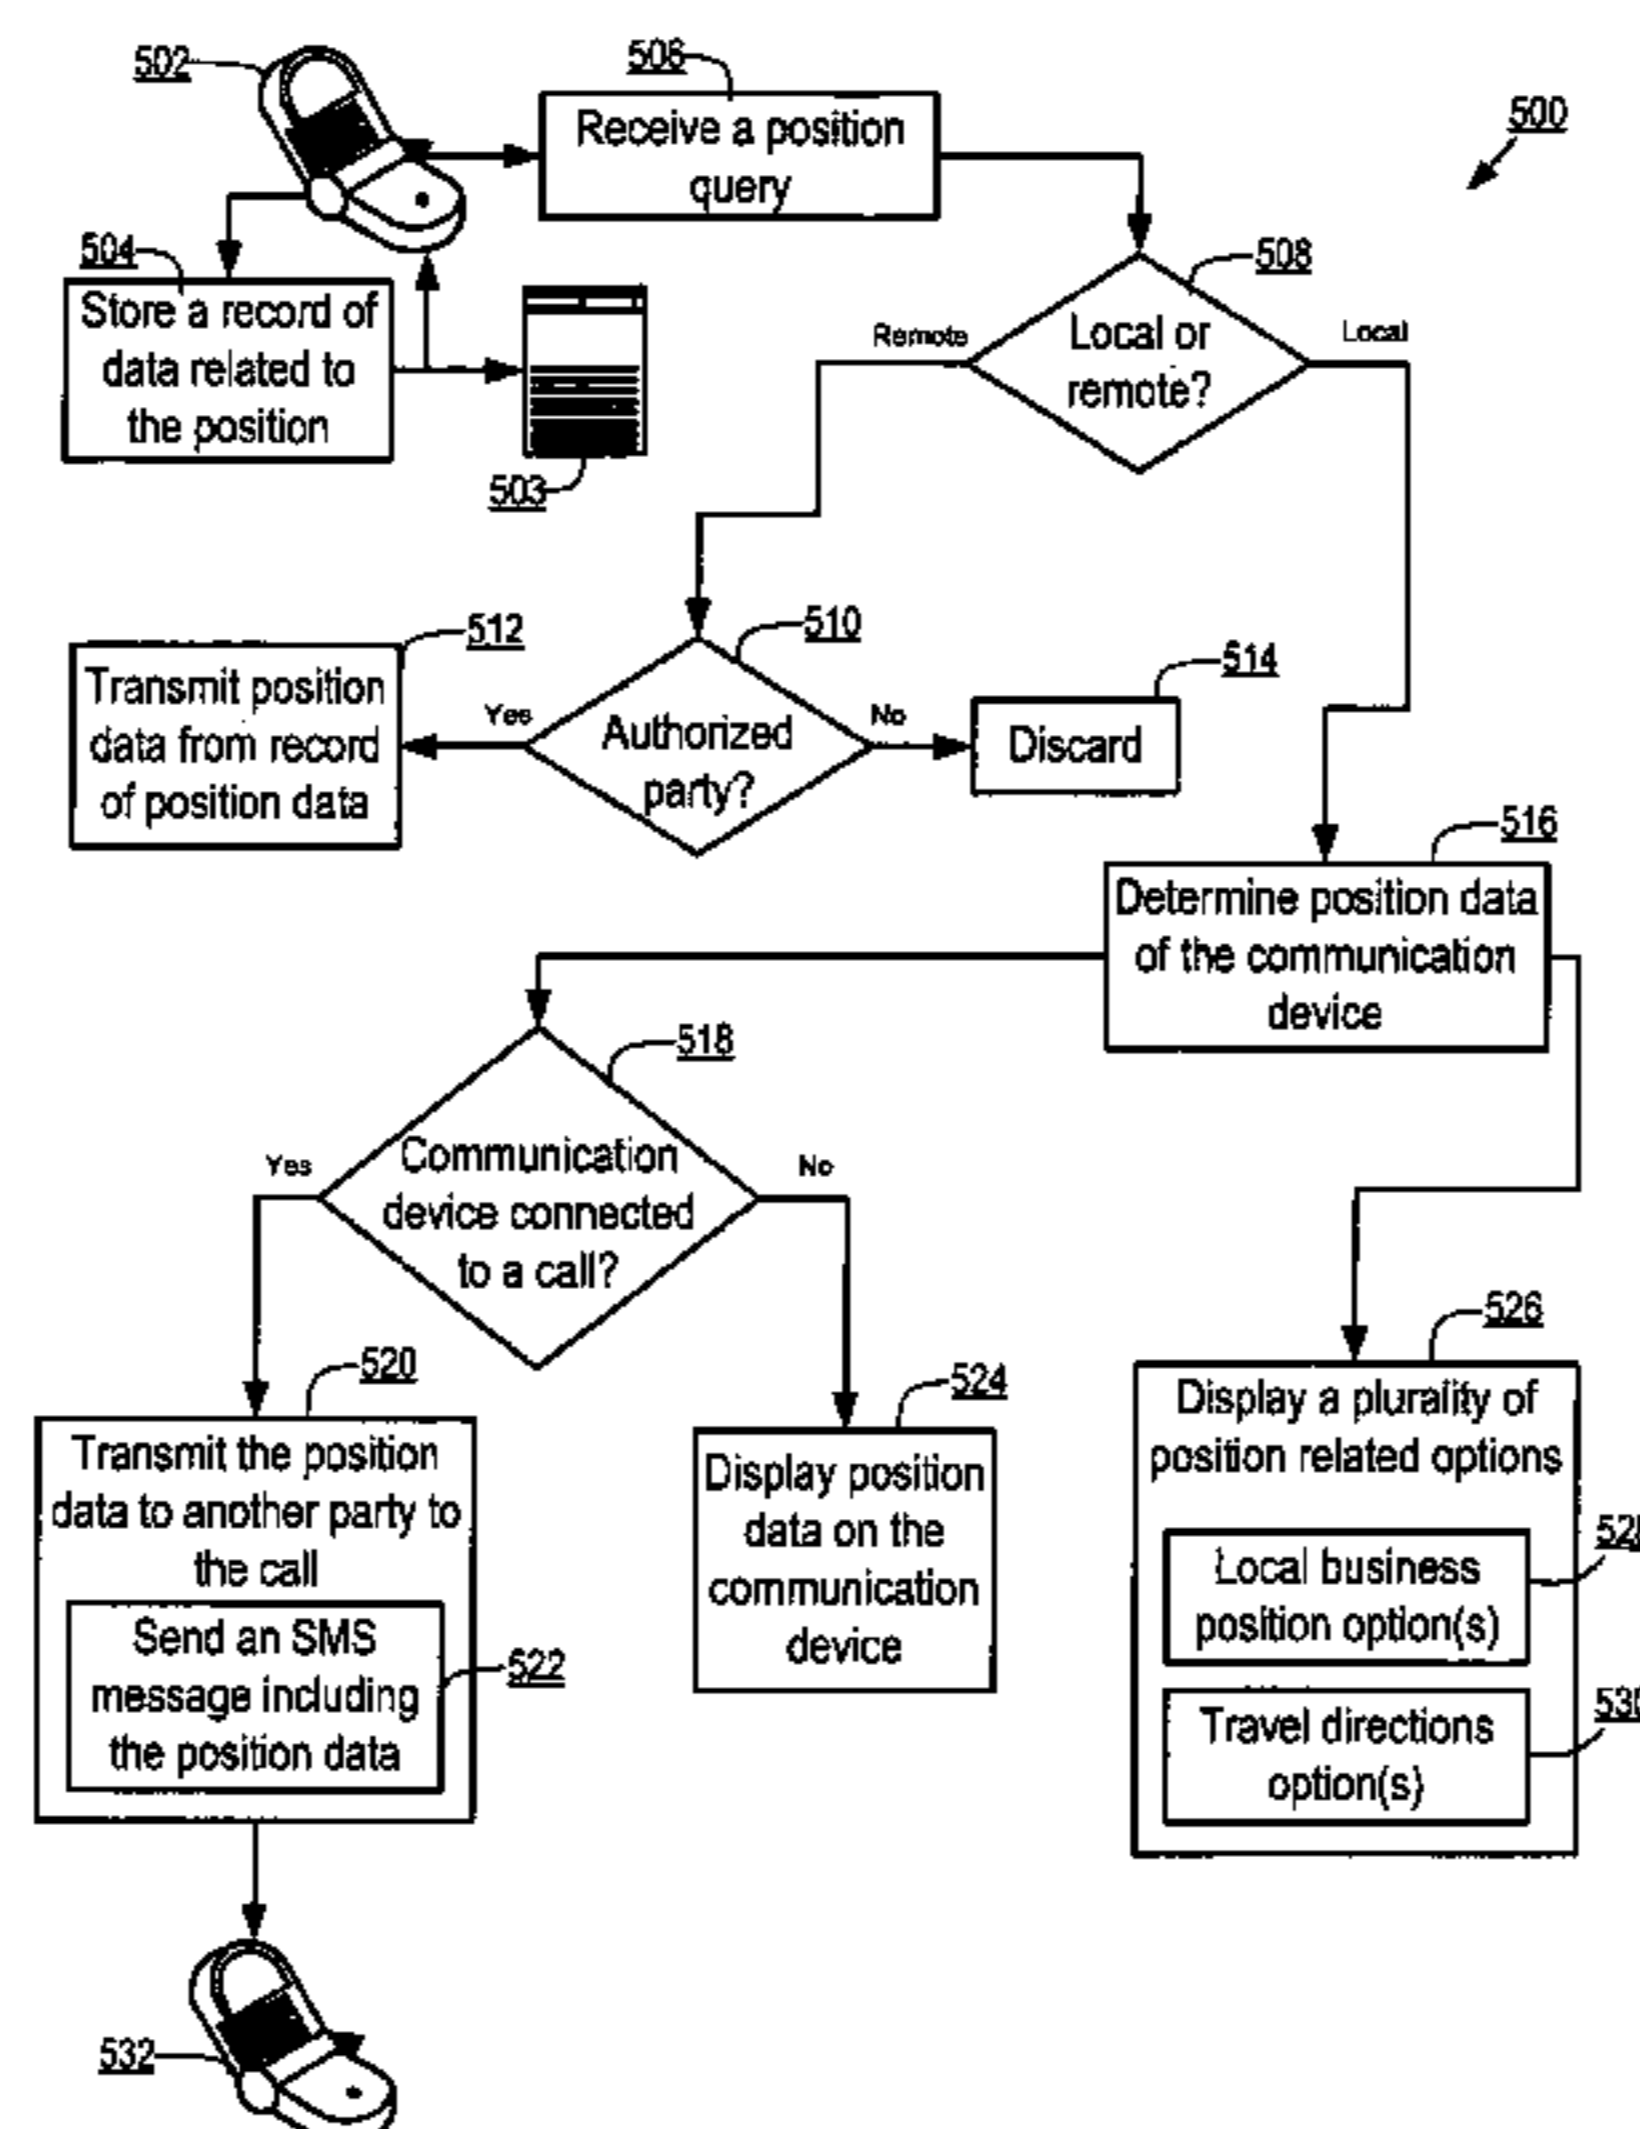 502
506
500
Receive a position
query
504
508
Store a record of
data related to
the position
Remote
Local
Local or
remote?
503
512
510
514
Transmit position
data from record
of position data
Yes
No
Authorized
party?
Discard
516
Determine position data
of the communication
device
518
Yes
No
Communication
device connected
to a call?
520
524
526
Transmit the position
data to another party to
the call
Display position
data on the
communication
device
Display a plurality of
position related options
Local business
position option(s)
Send an SMS
message including
the position data
522
Travel directions
option(s)
532